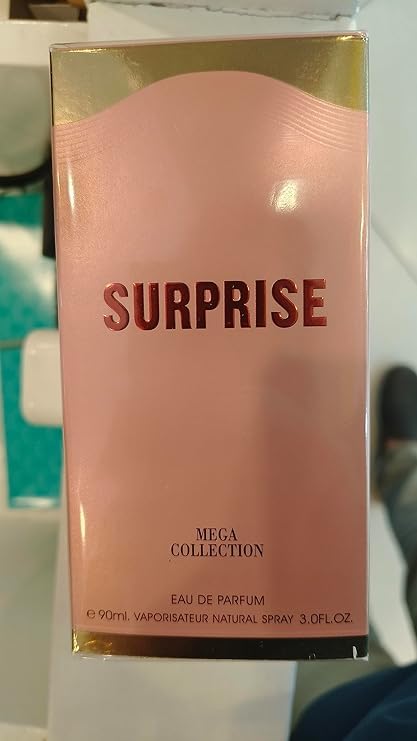 SURPRISE
MEGA
COLLECTION
EAU DE PARFUM
℮ 90ml. VAPORISATEUR NATURAL SPRAY 3.0FL.OZ.